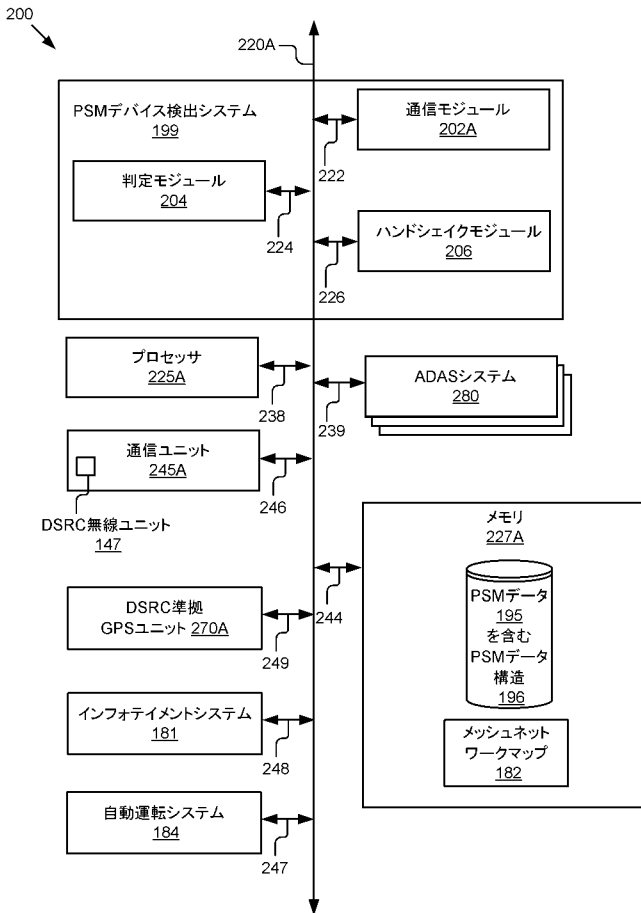 200
220A
PSMデバイス検出システム
199
通信モジュール
202A
222
判定モジュール
204
224
ハンドシェイクモジュール
206
226
プロセッサ
225A
238
ADASシステム
280
239
通信ユニット
245A
246
DSRC無線ユニット
147
メモリ
227A
244
PSMデータ
195
を含む
PSMデータ
構造
196
DSRC準拠
GPSユニット 270A
249
インフォテイメントシステム
181
248
メッシュネット
ワークマップ
182
自動運転システム
184
247